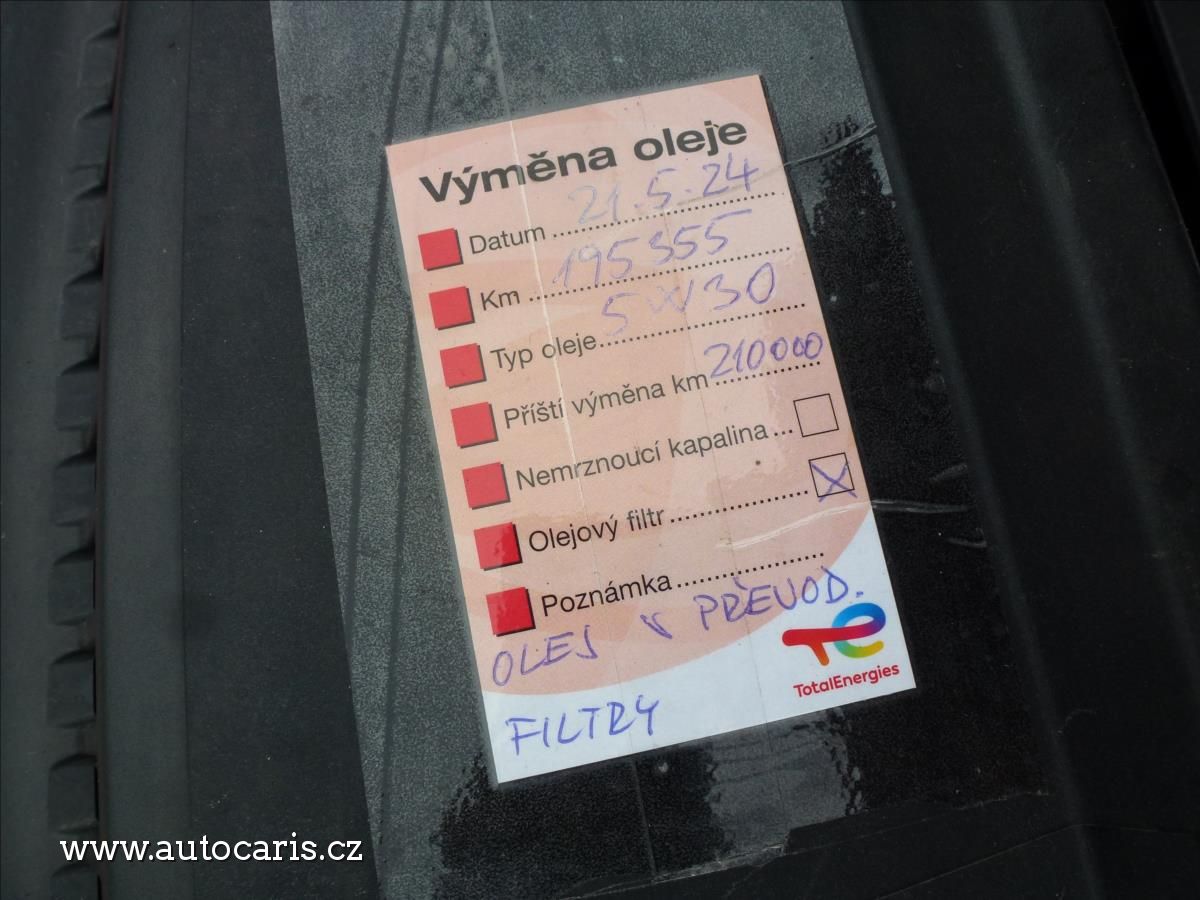 Výměna oleje
Datum 21.5.24
Km 195355
Typ oleje 5W30
Příští výměna km 210000
Nemrznoucí kapalina
Olejový filtr X
Poznámka
OLEJ V PŘEVOD.
FILTRY
TotalEnergies
www.autocaris.cz